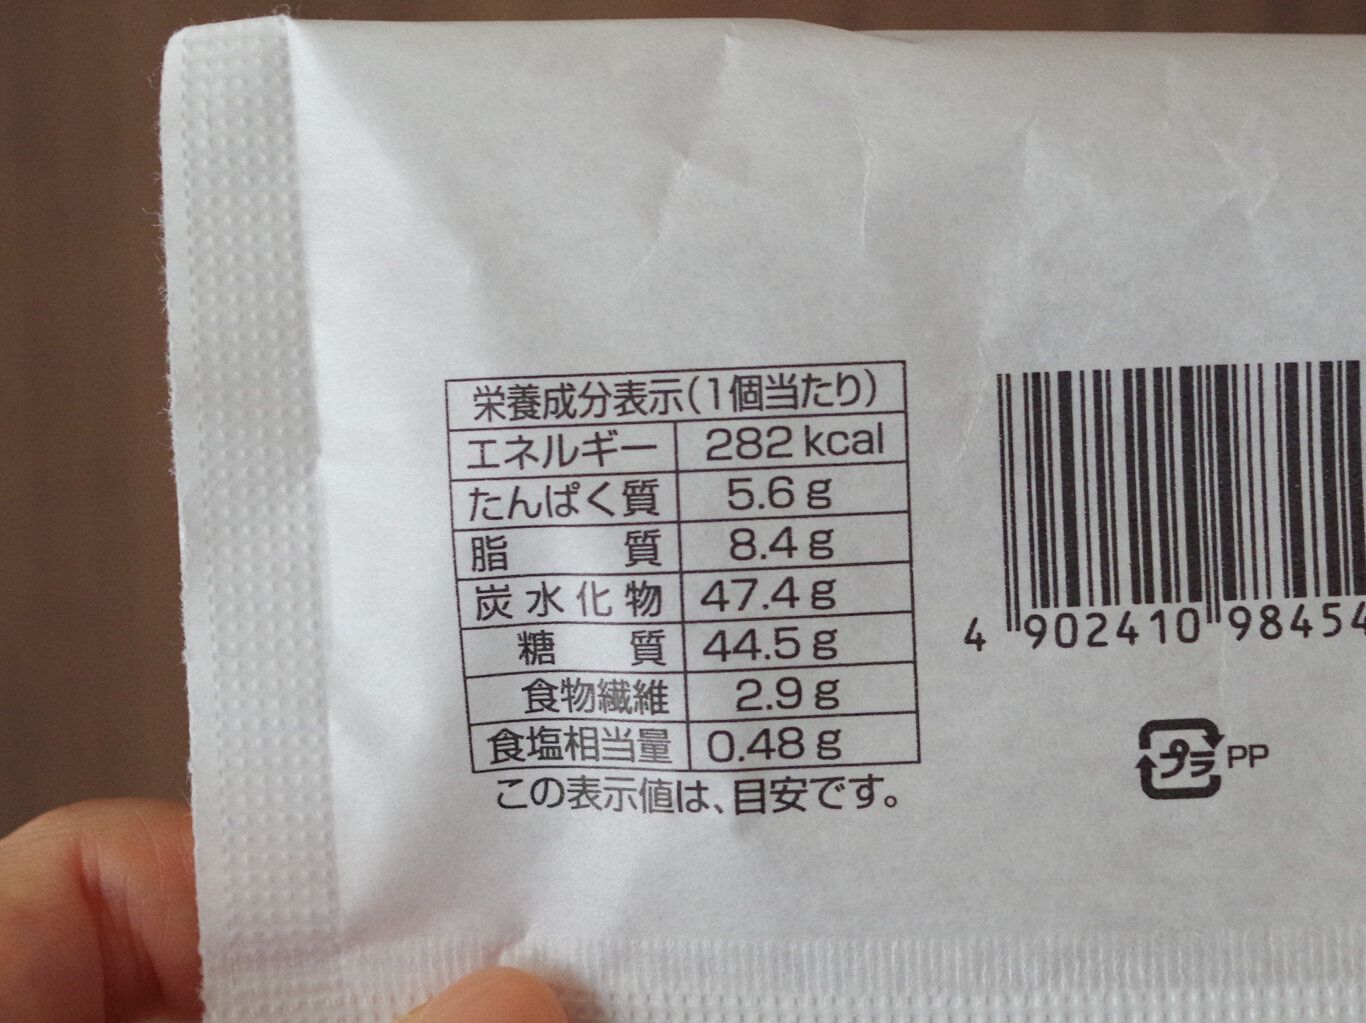 栄養成分表示(1個当たり)
エネルギー 282 kcal
たんぱく質 5.6 g
脂質 8.4 g
炭水化物 47.4 g
糖質 44.5 g
食物繊維 2.9 g
食塩相当量 0.48 g
この表示値は、目安です。
4 902410 98454
プラ PP